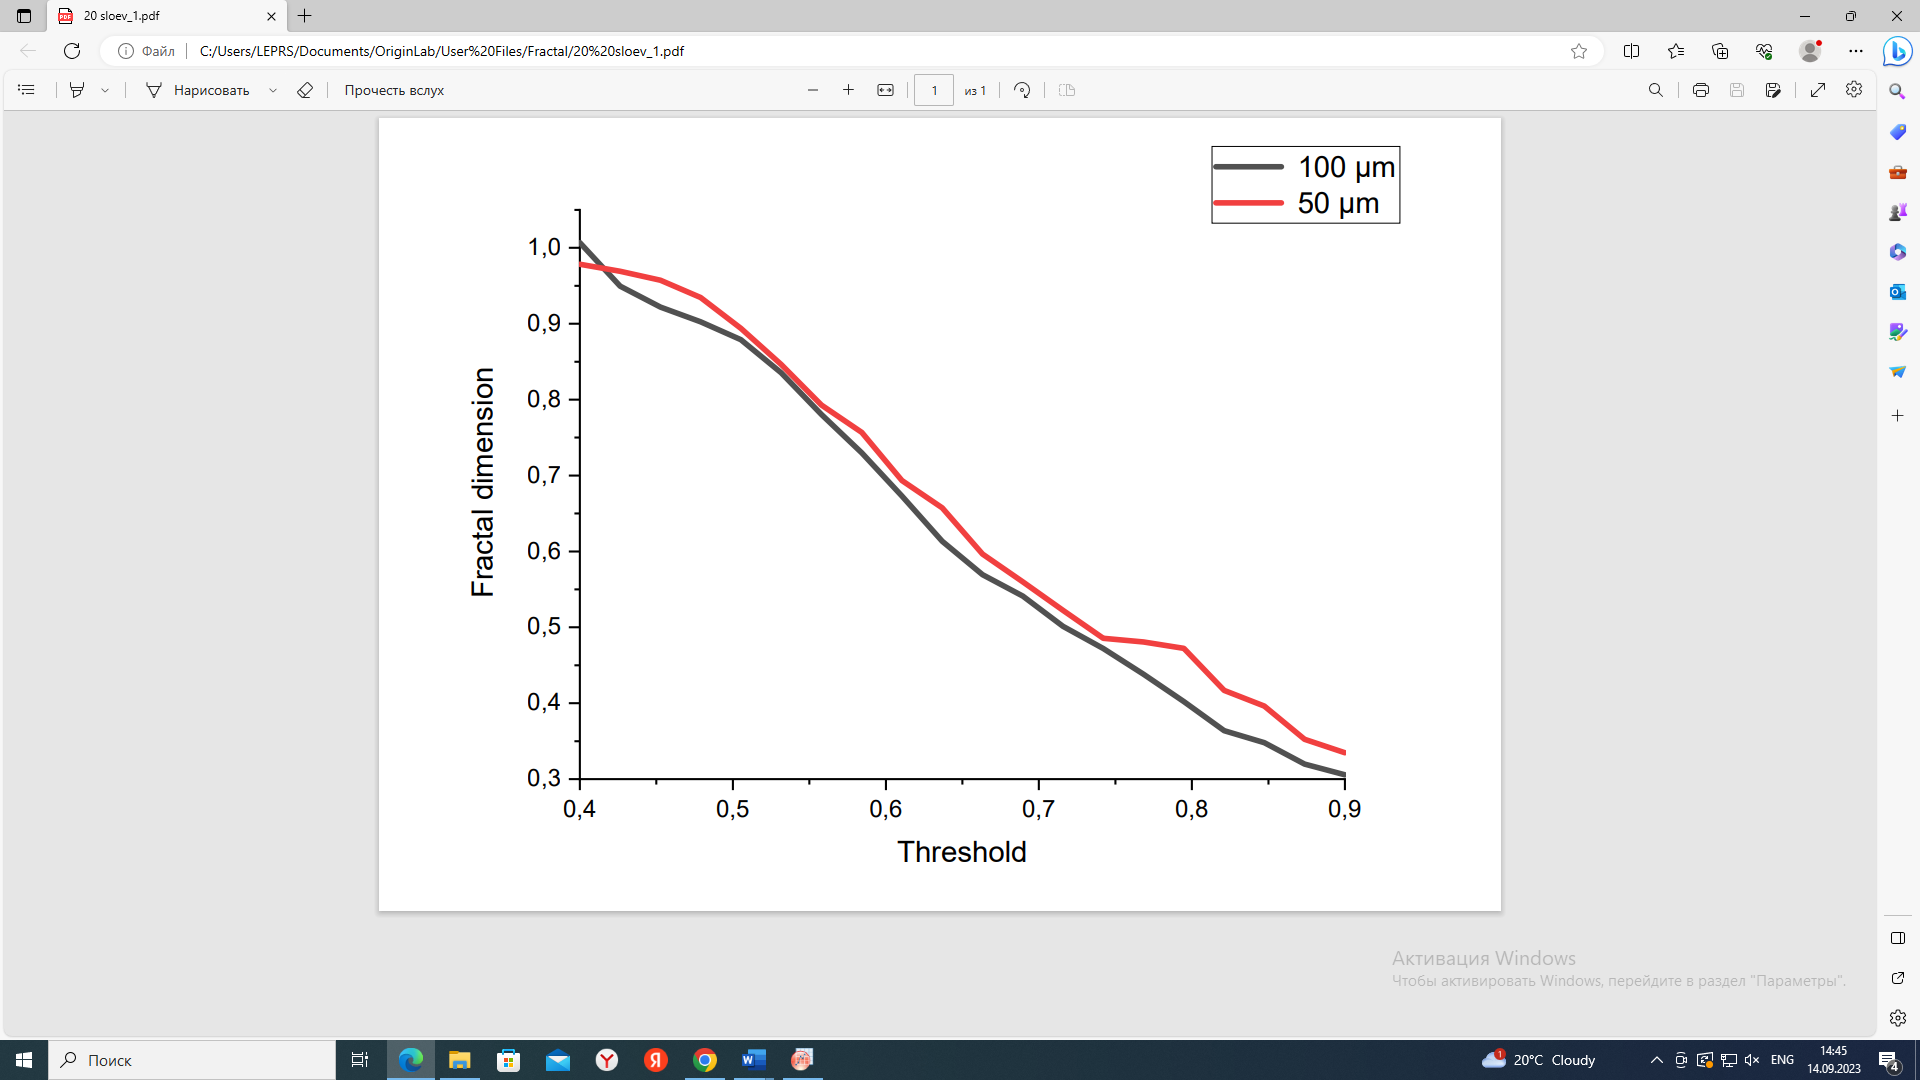 20 sloev_1.pdf
Файл
C:/Users/LEPRS/Documents/OriginLab/User%20Files/Fractal/20%20sloev_1.pdf
Нарисовать
Прочесть вслух
1
из 1
100 µm
50 µm
1,0
0,9
0,8
0,7
0,6
0,5
0,4
0,3
Fractal dimension
0,4 0,5 0,6 0,7 0,8 0,9
Threshold
Активация Windows
Чтобы активировать Windows, перейдите в раздел "Параметры".
Поиск
1
20°C Cloudy
ENG
14:45
14.09.2023
4